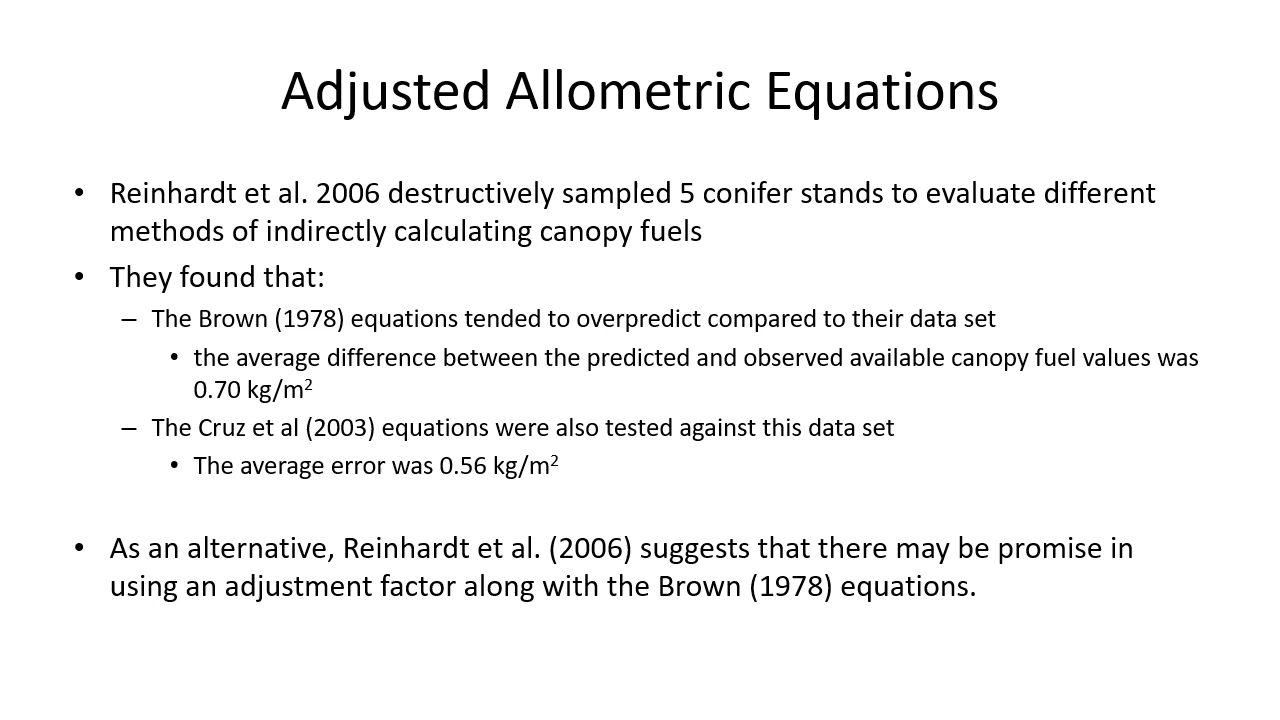 Adjusted Allometric Equations
• Reinhardt et al. 2006 destructively sampled 5 conifer stands to evaluate different
methods of indirectly calculating canopy fuels
• They found that:
– The Brown (1978) equations tended to overpredict compared to their data set
• the average difference between the predicted and observed available canopy fuel values was
0.70 kg/m²
– The Cruz et al (2003) equations were also tested against this data set
• The average error was 0.56 kg/m²
• As an alternative, Reinhardt et al. (2006) suggests that there may be promise in
using an adjustment factor along with the Brown (1978) equations.